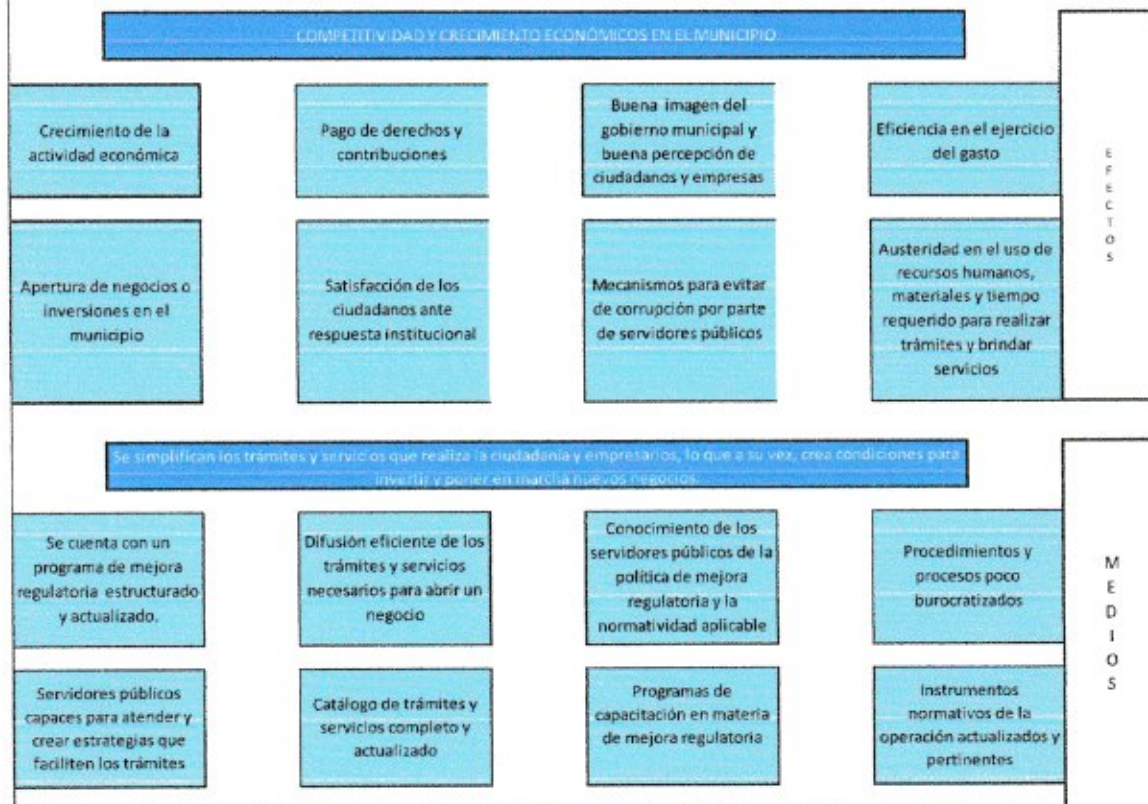 COMPETITIVIDAD Y CRECIMIENTO ECONÓMICOS EN EL MUNICIPIO
Crecimiento de la
actividad económica
Pago de derechos y
contribuciones
Buena imagen del
gobierno municipal y
buena percepción de
ciudadanos y empresas
Eficiencia en el ejercicio
del gasto
EFECTOS
Apertura de negocios o
inversiones en el
municipio
Satisfacción de los
ciudadanos ante
respuesta institucional
Mecanismos para evitar
de corrupción por parte
de servidores públicos
Austeridad en el uso de
recursos humanos,
materiales y tiempo
requerido para realizar
trámites y brindar
servicios
Se simplifican los trámites y servicios que realiza la ciudadanía y empresarios, lo que a su vez, crea condiciones para
invertir y poner en marcha nuevos negocios.
Se cuenta con un
programa de mejora
regulatoria estructurado
y actualizado.
Difusión eficiente de los
trámites y servicios
necesarios para abrir un
negocio
Conocimiento de los
servidores públicos de la
política de mejora
regulatoria y la
normatividad aplicable
Procedimientos y
procesos poco
burocratizados
MEDIOS
Servidores públicos
capaces para atender y
crear estrategias que
faciliten los trámites
Catálogo de trámites y
servicios completo y
actualizado
Programas de
capacitación en materia
de mejora regulatoria
Instrumentos
normativos de la
operación actualizados y
pertinentes